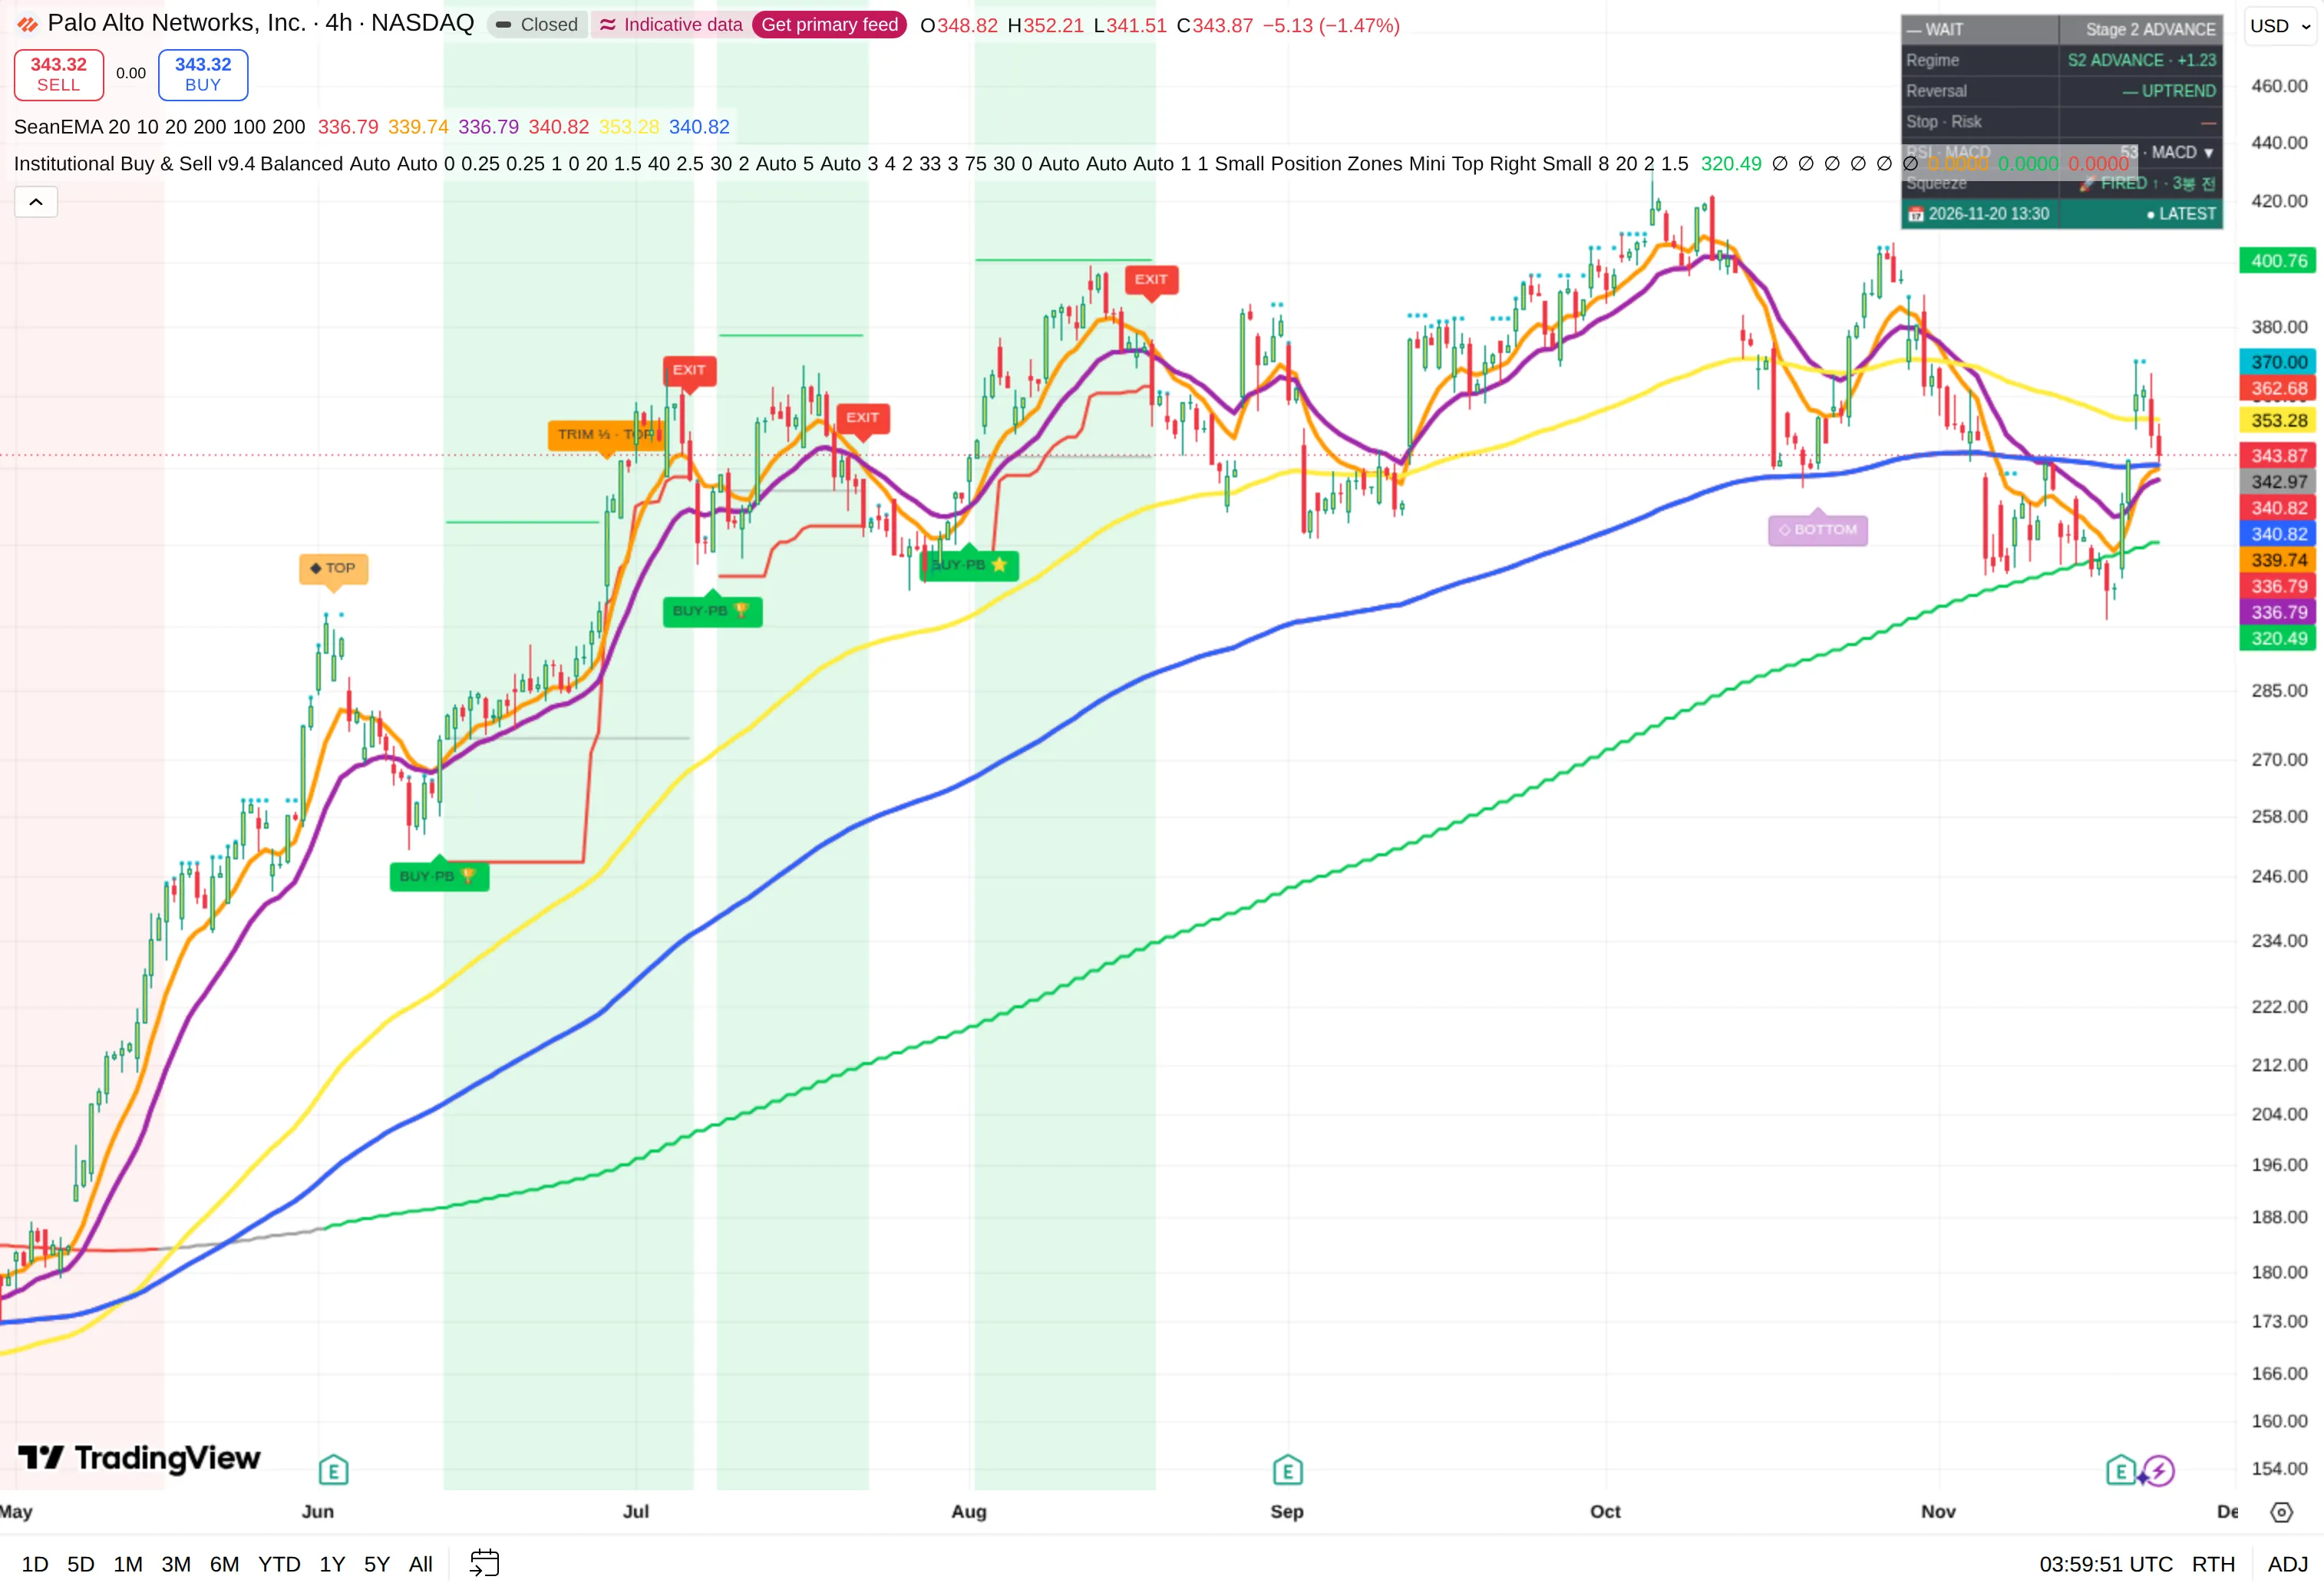 Palo Alto Networks, Inc. · 4h · NASDAQ Closed Indicative data Get primary feed O348.82 H352.21 L341.51 C343.87 −5.13 (−1.47%)
343.32 SELL 0.00 343.32 BUY
SeanEMA 20 10 20 200 100 200 336.79 339.74 336.79 340.82 353.28 340.82
Institutional Buy & Sell v9.4 Balanced Auto Auto 0 0.25 0.25 1 0 20 1.5 40 2.5 30 2 Auto 5 Auto 3 4 2 33 3 75 30 0 Auto Auto Auto 1 1 Small Position Zones Mini Top Right Small 8 20 2 1.5 320.49 ∅ ∅ ∅ ∅ ∅ ∅ 0.0000 0.0000 0.0000
— WAIT Stage 2 ADVANCE
Regime S2 ADVANCE · +1.23
Reversal — UPTREND
Stop · Risk —
RSI · MACD 53 · MACD ▼
Squeeze 🚀 FIRED ↑ · 3봉 전
📅 2026-11-20 13:30 ● LATEST
USD
460.00
440.00
420.00
400.76
380.00
370.00
362.68
353.28
343.87
342.97
340.82
340.82
339.74
336.79
336.79
320.49
285.00
270.00
258.00
246.00
234.00
222.00
212.00
204.00
196.00
188.00
180.00
173.00
166.00
160.00
154.00
EXIT
EXIT
EXIT
TRIM ⅓ · TOP
◆ TOP
BUY·PB 🏆
BUY·PB 🏆
BUY·PB ⭐
◇ BOTTOM
TradingView
E
E
E
May Jun Jul Aug Sep Oct Nov De
1D 5D 1M 3M 6M YTD 1Y 5Y All 03:59:51 UTC RTH ADJ